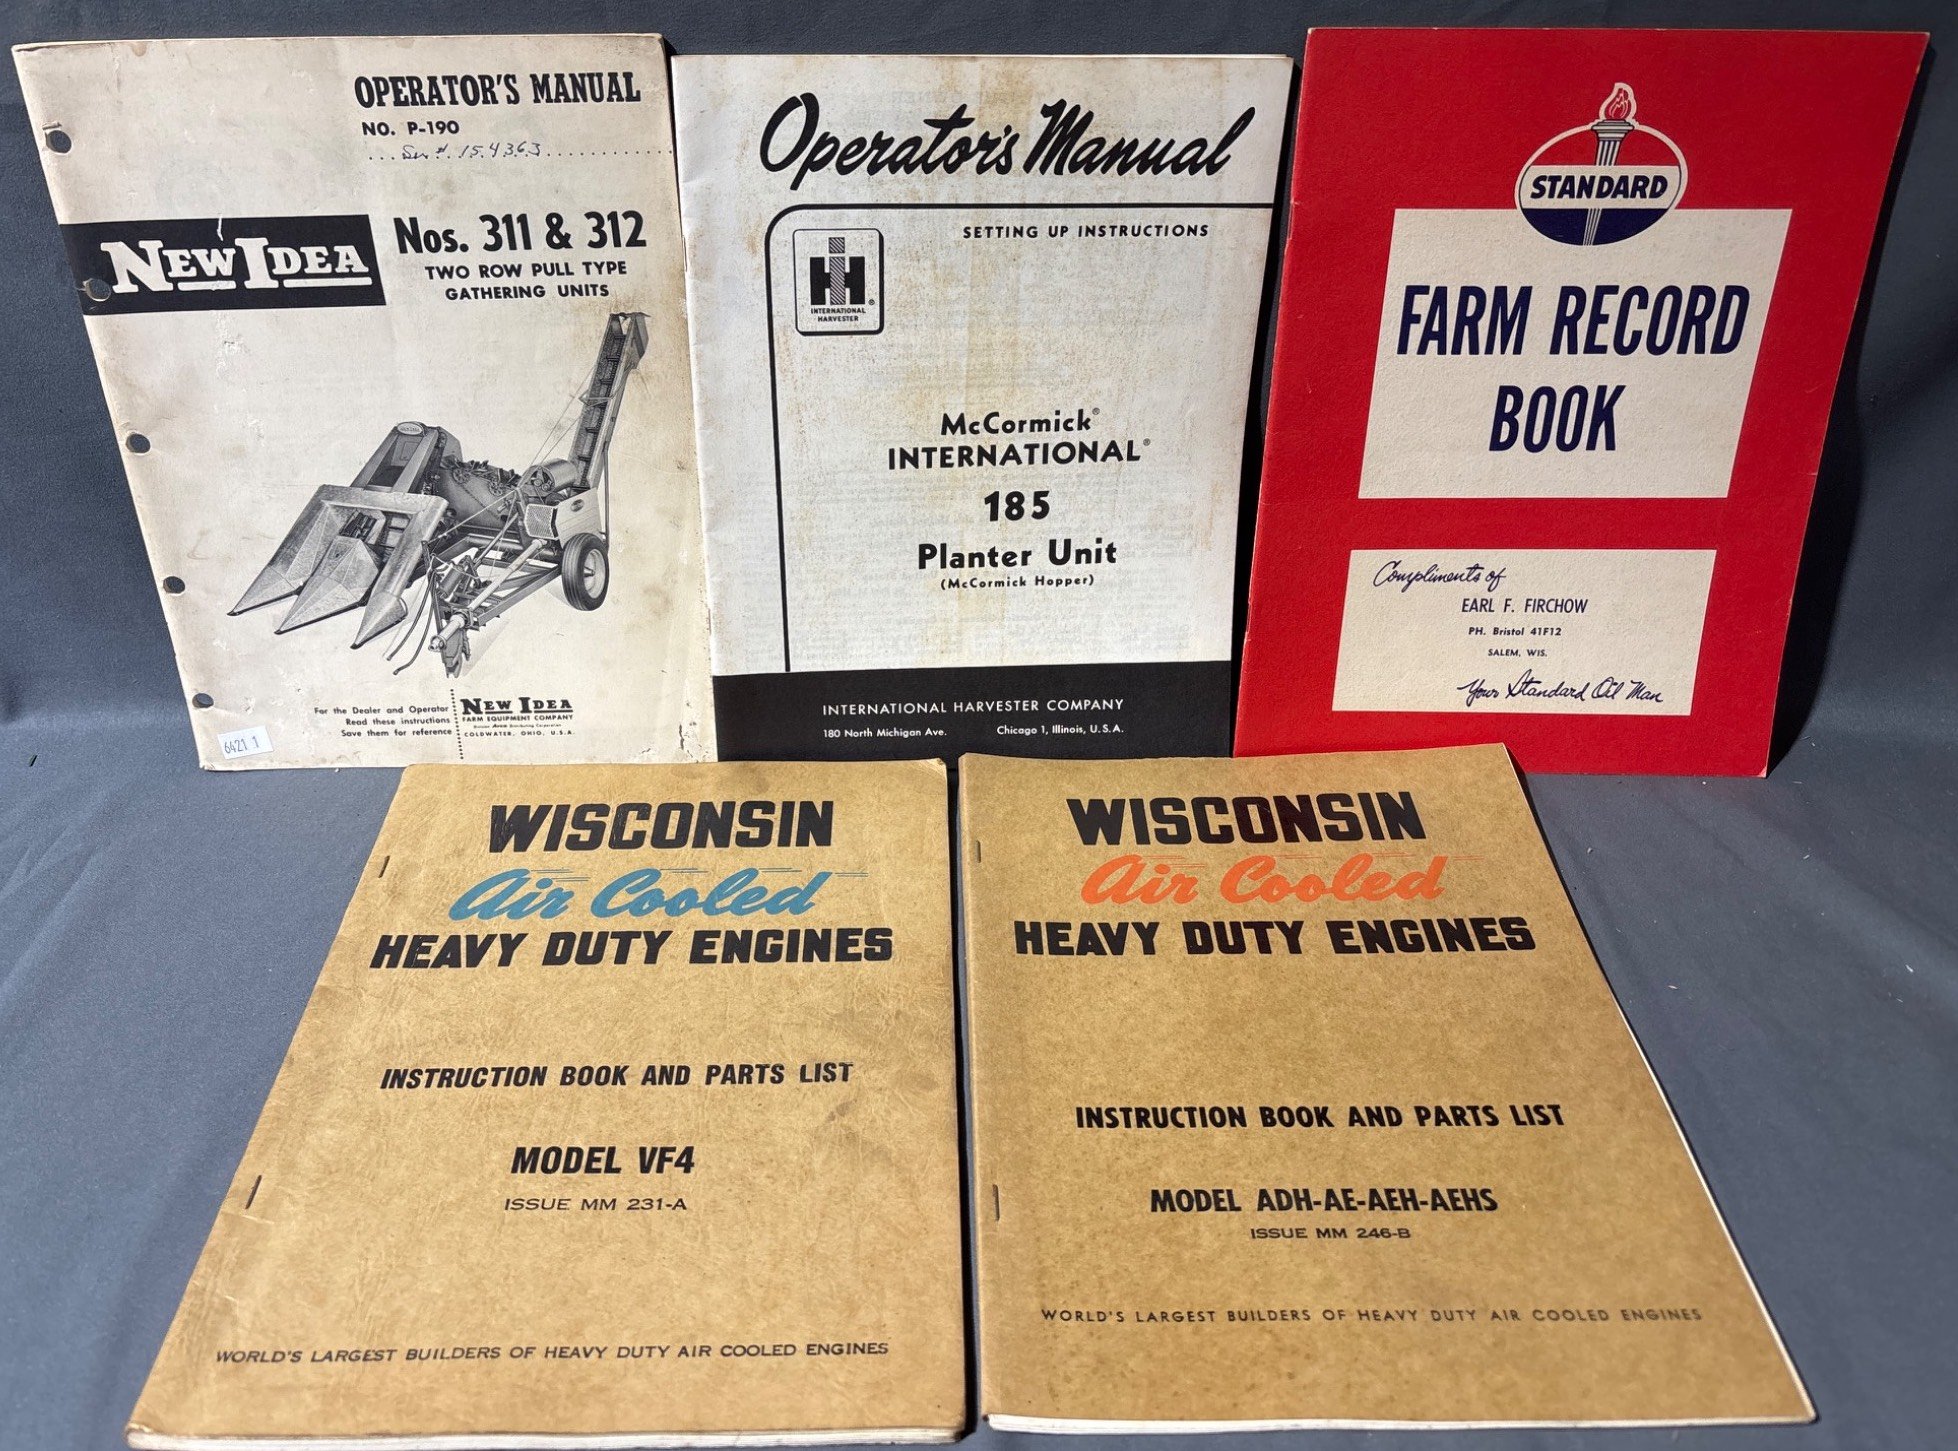 OPERATOR'S MANUAL
NO. P-190
Ser #. 154363
NEW IDEA
Nos. 311 & 312
TWO ROW PULL TYPE
GATHERING UNITS
For the Dealer and Operator
Read these instructions
Save them for reference
NEW IDEA
FARM EQUIPMENT COMPANY
Division Avco Distributing Corporation
COLDWATER, OHIO, U.S.A.
6421 1
Operator's Manual
SETTING UP INSTRUCTIONS
IH ®
INTERNATIONAL
HARVESTER
McCormick®
INTERNATIONAL®
185
Planter Unit
(McCormick Hopper)
INTERNATIONAL HARVESTER COMPANY
180 North Michigan Ave. Chicago 1, Illinois, U.S.A.
STANDARD
FARM RECORD
BOOK
Compliments of
EARL F. FIRCHOW
PH. Bristol 41F12
SALEM, WIS.
Your Standard Oil Man
WISCONSIN
Air Cooled
HEAVY DUTY ENGINES
INSTRUCTION BOOK AND PARTS LIST
MODEL VF4
ISSUE MM 231-A
WORLD'S LARGEST BUILDERS OF HEAVY DUTY AIR COOLED ENGINES
WISCONSIN
Air Cooled
HEAVY DUTY ENGINES
INSTRUCTION BOOK AND PARTS LIST
MODEL ADH-AE-AEH-AEHS
ISSUE MM 246-B
WORLD'S LARGEST BUILDERS OF HEAVY DUTY AIR COOLED ENGINES